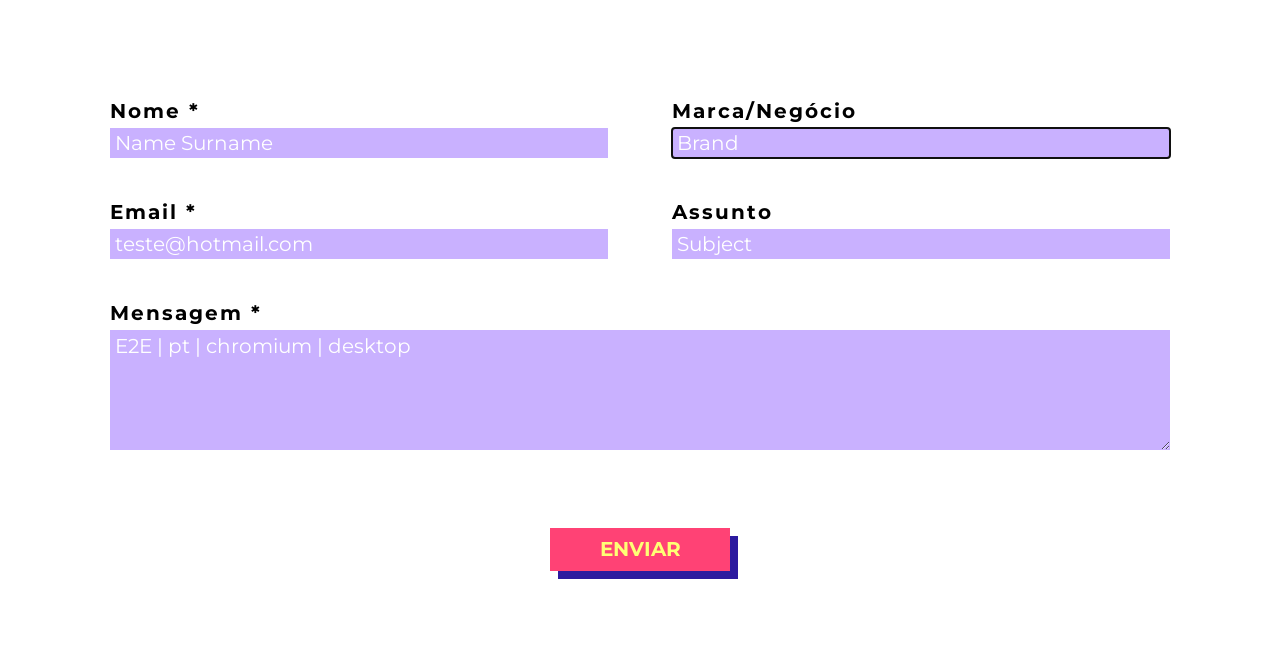 Nome *
Name Surname
Marca/Negócio
Brand
Email *
teste@hotmail.com
Assunto
Subject
Mensagem *
E2E | pt | chromium | desktop
ENVIAR